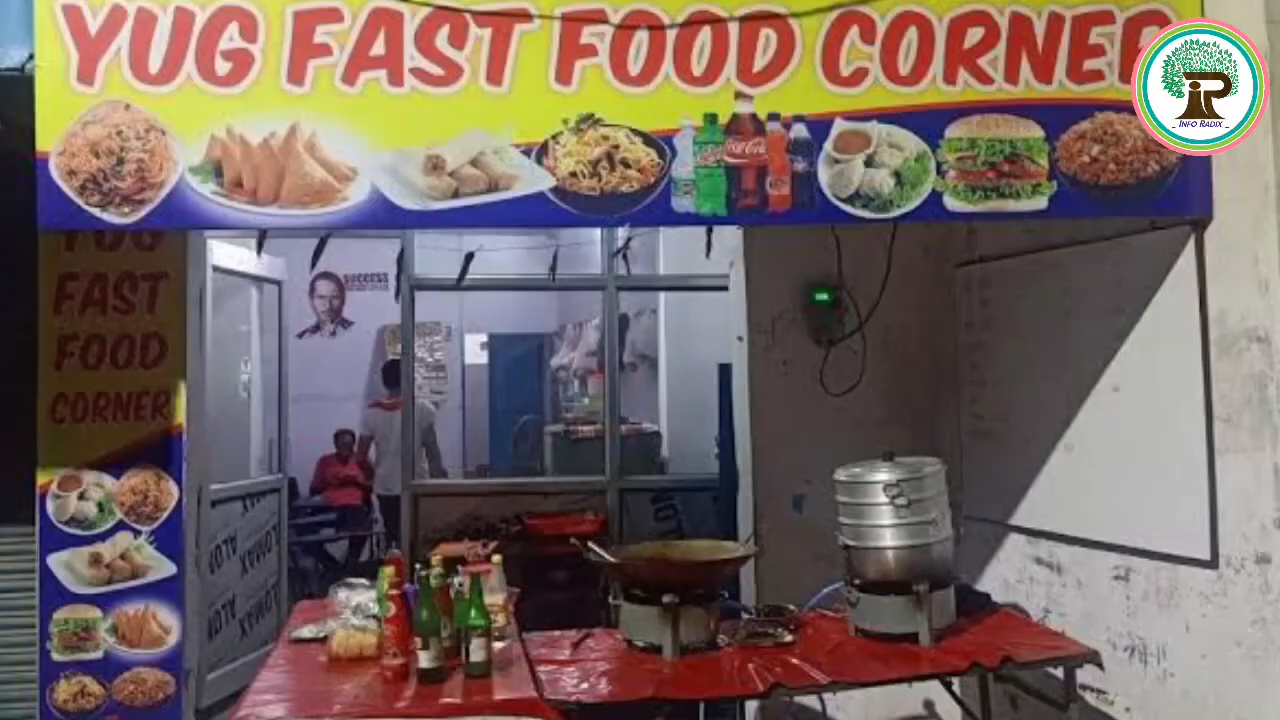 YUG FAST FOOD CORNER
INFO RADIX
Coca-Cola
YUG
FAST
FOOD
CORNER
SUCCESS